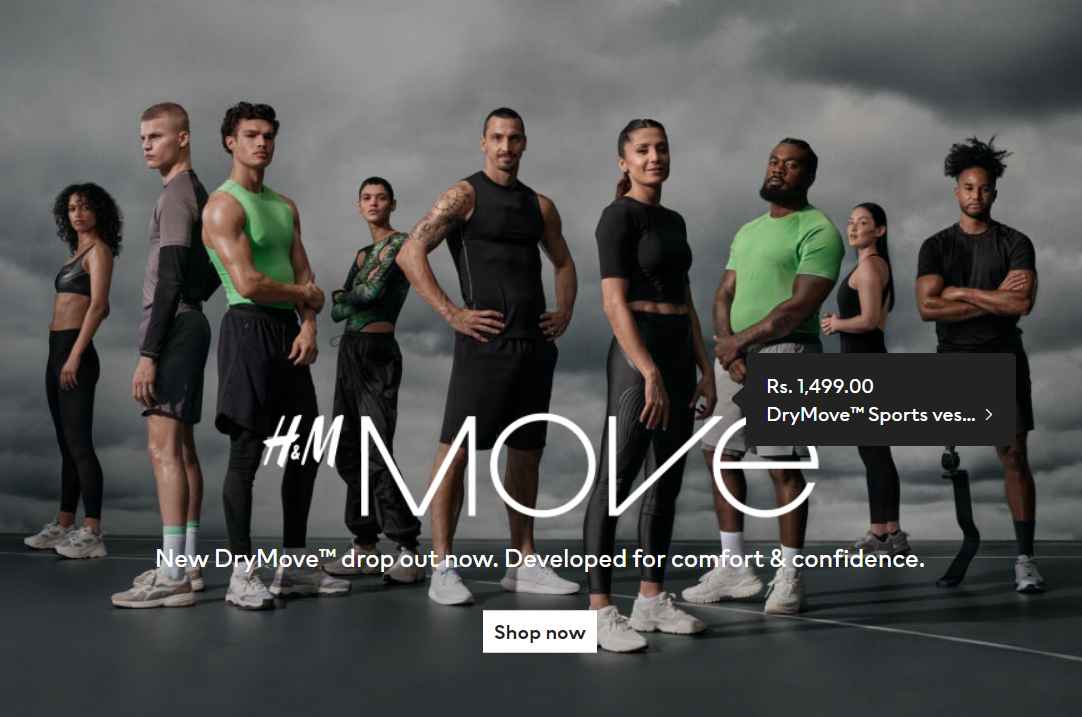 Rs. 1,499.00
DryMove™ Sports ves...
H&M MOVE
New DryMove™ drop out now. Developed for comfort & confidence.
Shop now